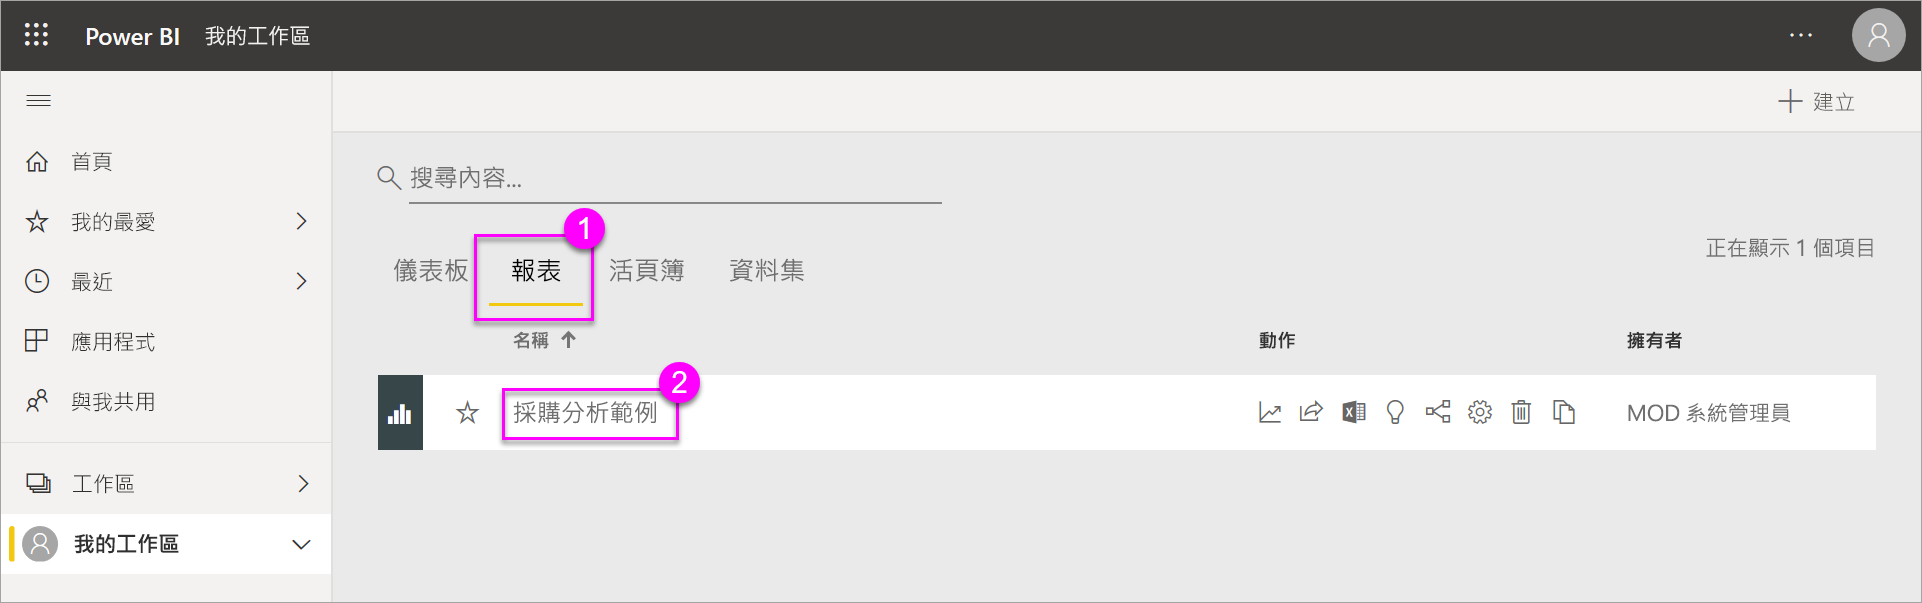 Power BI 我的工作區 ...
建立
首頁
我的最愛
最近
應用程式
與我共用
工作區
我的工作區
搜尋內容...
正在顯示 1 個項目
1
儀表板 報表 活頁簿 資料集
名稱 動作 擁有者
2
採購分析範例 MOD 系統管理員